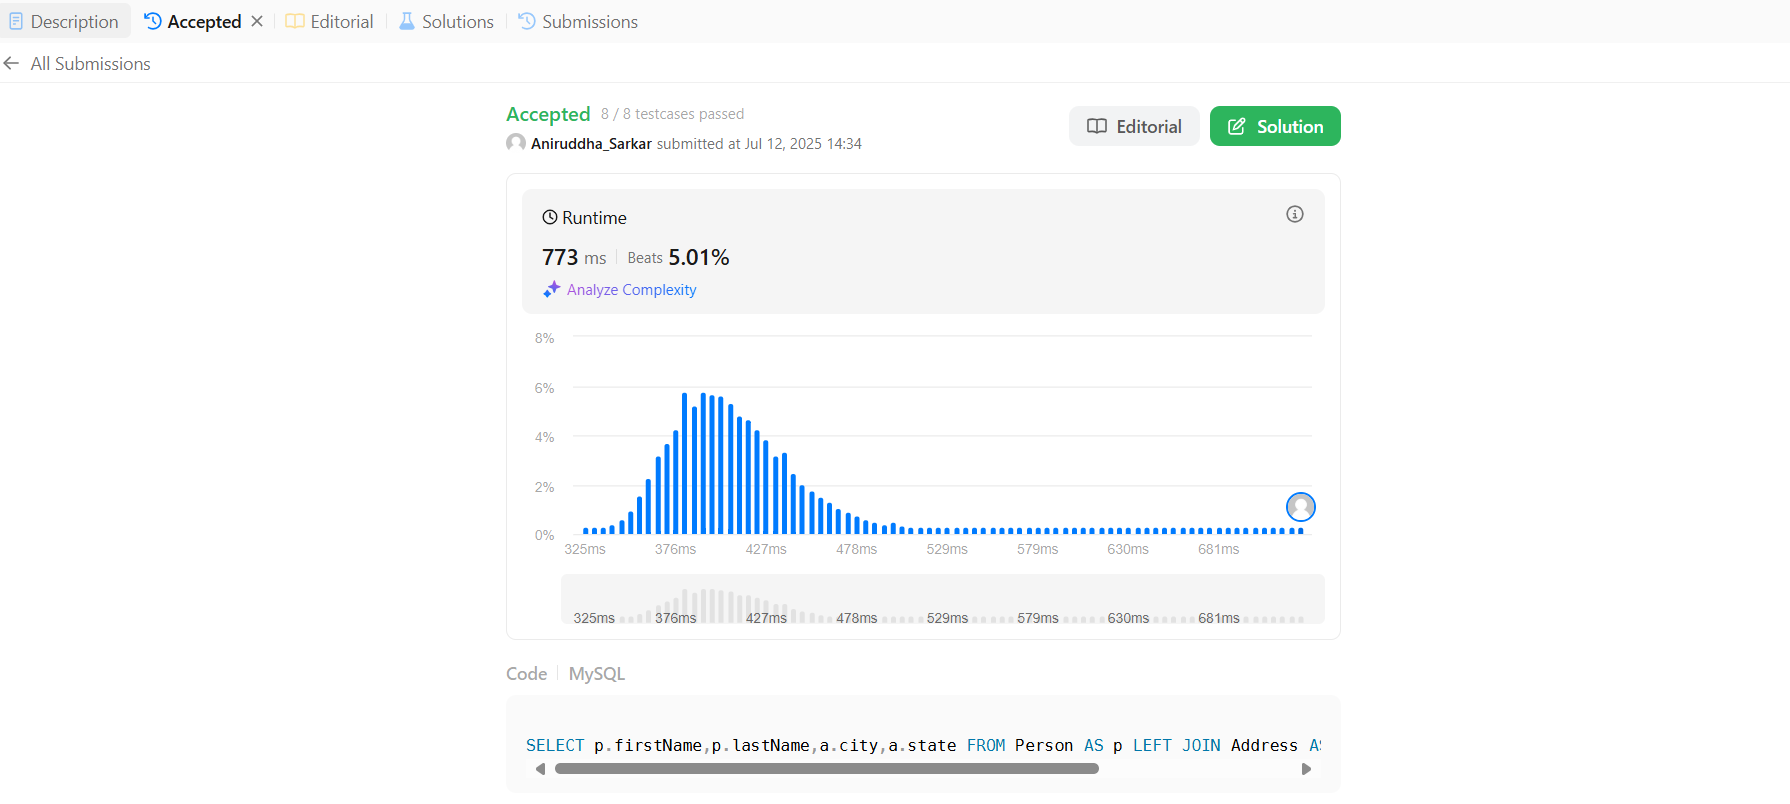 Description Accepted Editorial Solutions Submissions
All Submissions
Accepted 8 / 8 testcases passed
Aniruddha_Sarkar submitted at Jul 12, 2025 14:34
Editorial Solution
Runtime
773 ms Beats 5.01%
Analyze Complexity
8%
6%
4%
2%
0%
325ms 376ms 427ms 478ms 529ms 579ms 630ms 681ms
325ms 376ms 427ms 478ms 529ms 579ms 630ms 681ms
Code MySQL
SELECT p.firstName,p.lastName,a.city,a.state FROM Person AS p LEFT JOIN Address AS